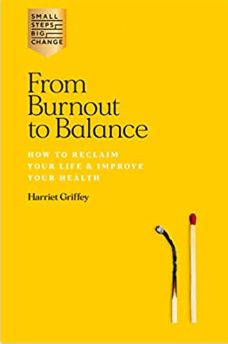 SMALL
STEPS
BIG
CHANGE
From
Burnout
to Balance
HOW TO RECLAIM
YOUR LIFE & IMPROVE
YOUR HEALTH
Harriet Griffey